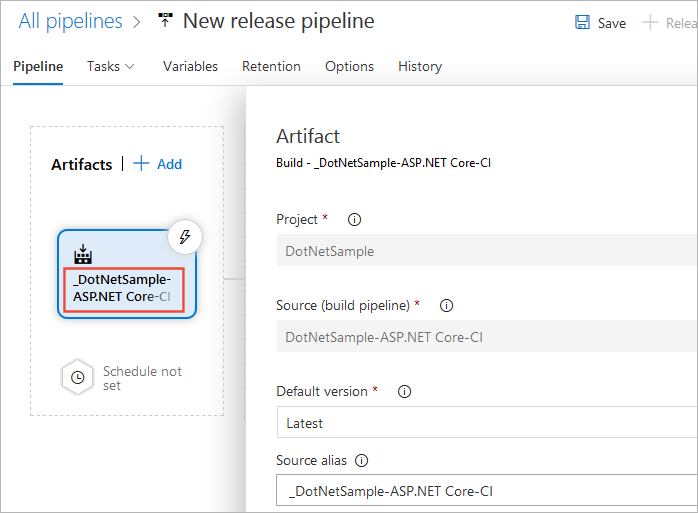 All pipelines > New release pipeline
Save
+ Relea
Pipeline Tasks Variables Retention Options History
Artifacts | + Add
_DotNetSample-
ASP.NET Core-CI
Schedule not
set
Artifact
Build - _DotNetSample-ASP.NET Core-CI
Project *
DotNetSample
Source (build pipeline) *
DotNetSample-ASP.NET Core-CI
Default version *
Latest
Source alias
_DotNetSample-ASP.NET Core-CI